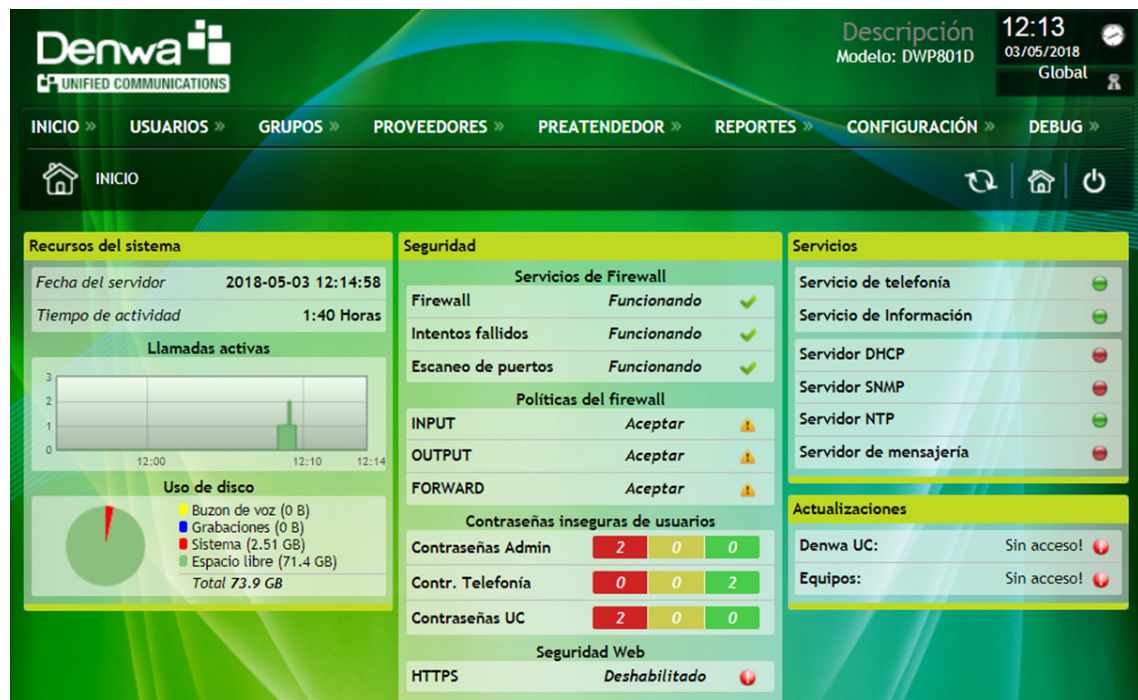 Denwa
UNIFIED COMMUNICATIONS
Descripción
Modelo: DWP801D
12:13
03/05/2018
Global
INICIO » USUARIOS » GRUPOS » PROVEEDORES » PREATENDEDOR » REPORTES » CONFIGURACIÓN » DEBUG »
INICIO
Recursos del sistema
Fecha del servidor 2018-05-03 12:14:58
Tiempo de actividad 1:40 Horas
Llamadas activas
3
2
1
0
12:00 12:10 12:14
Uso de disco
Buzon de voz (0 B)
Grabaciones (0 B)
Sistema (2.51 GB)
Espacio libre (71.4 GB)
Total 73.9 GB
Seguridad
Servicios de Firewall
Firewall Funcionando
Intentos fallidos Funcionando
Escaneo de puertos Funcionando
Políticas del firewall
INPUT Aceptar
OUTPUT Aceptar
FORWARD Aceptar
Contraseñas inseguras de usuarios
Contraseñas Admin 2 0 0
Contr. Telefonía 0 0 2
Contraseñas UC 2 0 0
Seguridad Web
HTTPS Deshabilitado
Servicios
Servicio de telefonía
Servicio de Información
Servidor DHCP
Servidor SNMP
Servidor NTP
Servidor de mensajería
Actualizaciones
Denwa UC: Sin acceso!
Equipos: Sin acceso!